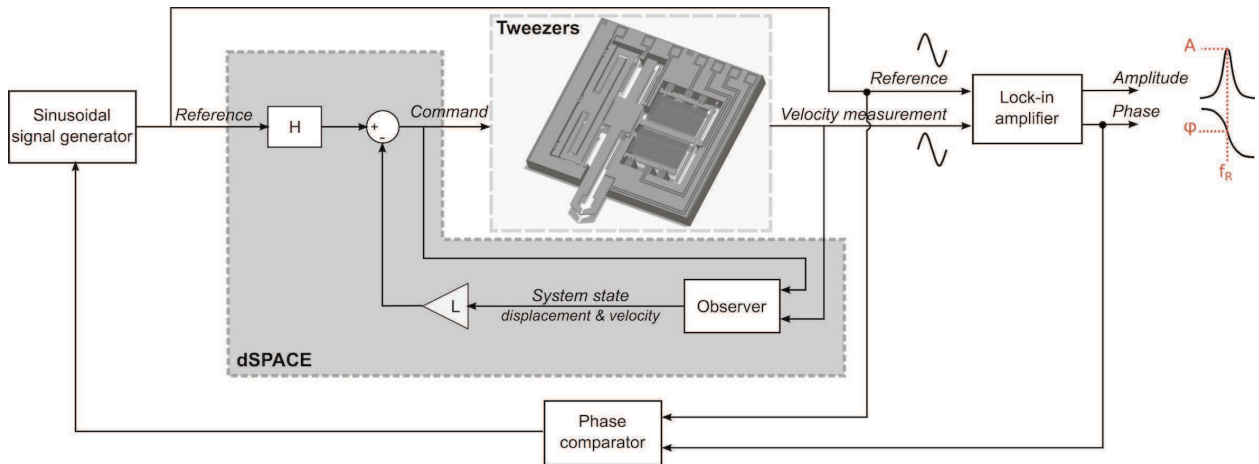 Tweezers
Sinusoidal
signal generator
Reference
H
+
-
Command
Reference
Velocity measurement
Lock-in
amplifier
Amplitude
Phase
A
φ
f_R
L
System state
displacement & velocity
Observer
dSPACE
Phase
comparator